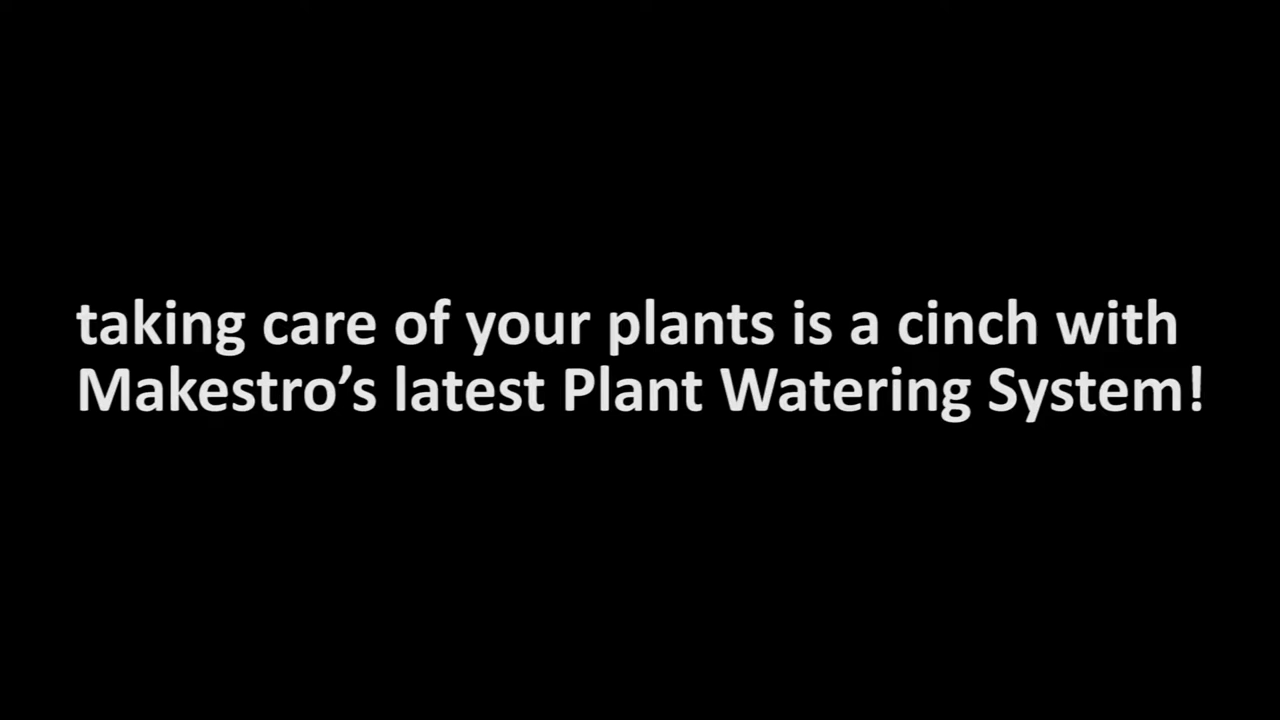 taking care of your plants is a cinch with
Makestro’s latest Plant Watering System!